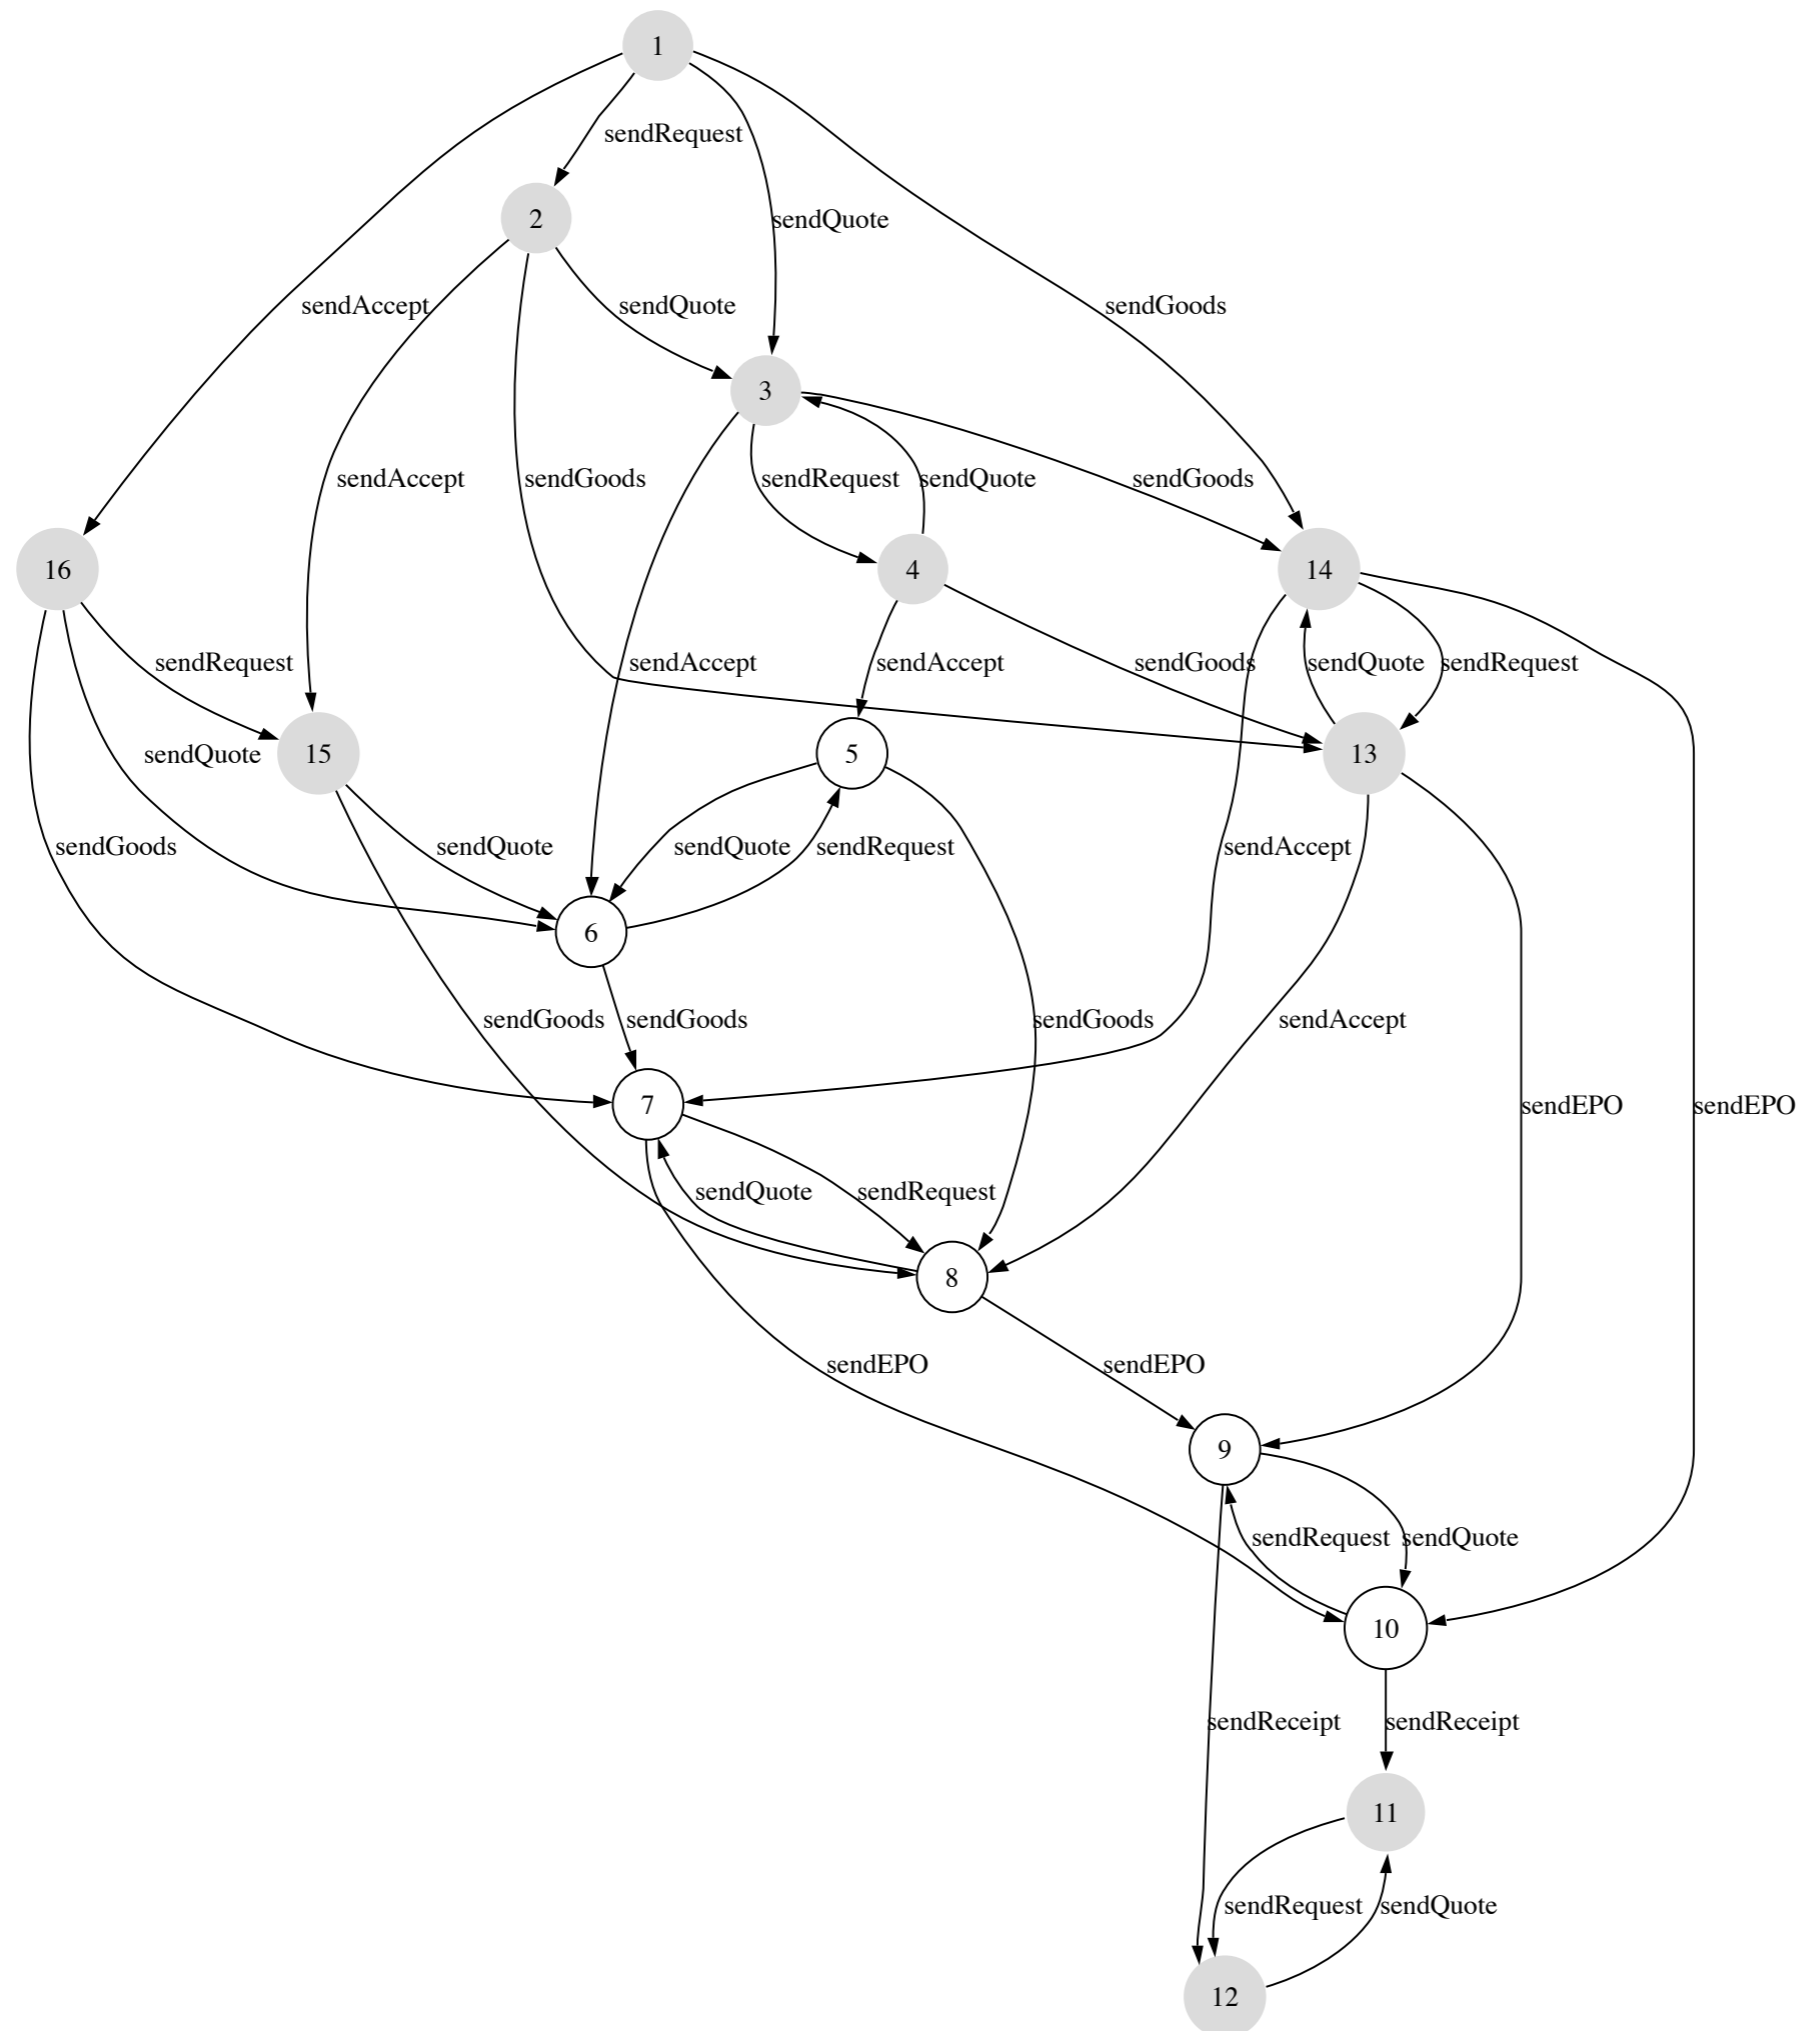 1
sendRequest
2
sendQuote
sendAccept
sendQuote
sendGoods
3
sendAccept
sendGoods
sendRequest
sendQuote
sendGoods
16
4
14
sendRequest
sendAccept
sendAccept
sendGoods
sendQuote
sendRequest
sendQuote
15
5
13
sendGoods
sendQuote
sendQuote
sendRequest
sendAccept
6
sendGoods
sendGoods
sendGoods
sendAccept
7
sendEPO
sendEPO
sendQuote
sendRequest
8
sendEPO
sendEPO
9
sendRequest
sendQuote
10
sendReceipt
sendReceipt
11
sendRequest
sendQuote
12